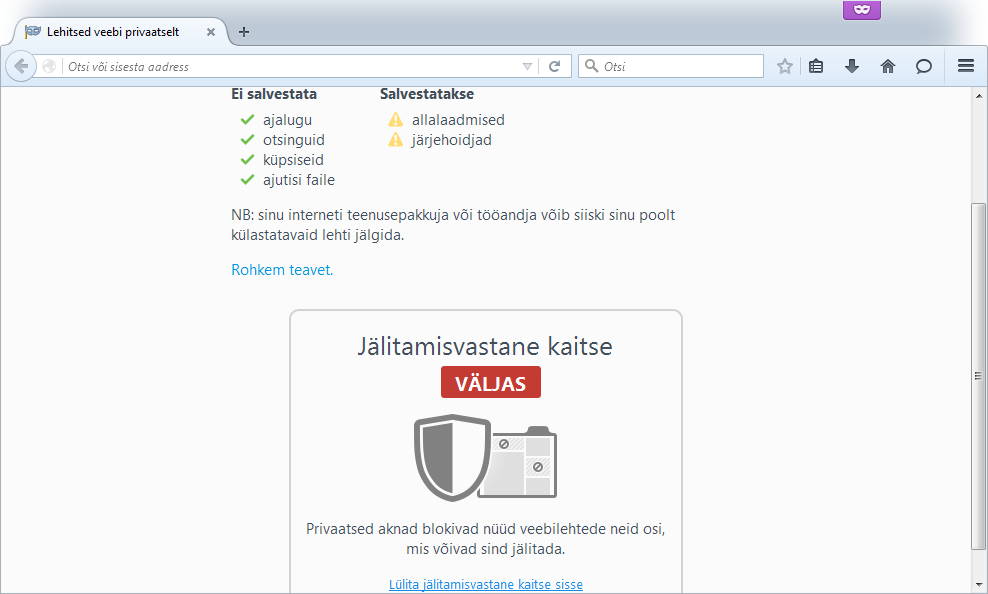 Lehitsed veebi privaatselt
Otsi või sisesta aadress
Otsi
Ei salvestata
ajalugu
otsinguid
küpsiseid
ajutisi faile
Salvestatakse
allalaadmised
järjehoidjad
NB: sinu interneti teenusepakkuja või tööandja võib siiski sinu poolt
külastatavaid lehti jälgida.
Rohkem teavet.
Jälitamisvastane kaitse
VÄLJAS
Privaatsed aknad blokivad nüüd veebilehtede neid osi,
mis võivad sind jälitada.
Lülita jälitamisvastane kaitse sisse